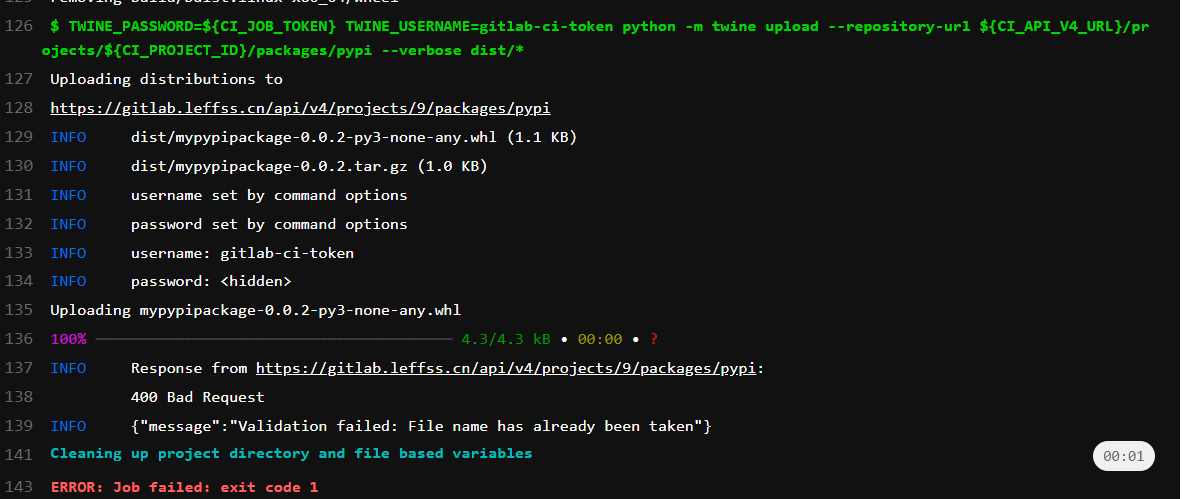 126 $ TWINE_PASSWORD=${CI_JOB_TOKEN} TWINE_USERNAME=gitlab-ci-token python -m twine upload --repository-url ${CI_API_V4_URL}/pr
ojects/${CI_PROJECT_ID}/packages/pypi --verbose dist/*
127 Uploading distributions to
128 https://gitlab.leffss.cn/api/v4/projects/9/packages/pypi
129 INFO dist/mypypipackage-0.0.2-py3-none-any.whl (1.1 KB)
130 INFO dist/mypypipackage-0.0.2.tar.gz (1.0 KB)
131 INFO username set by command options
132 INFO password set by command options
133 INFO username: gitlab-ci-token
134 INFO password: <hidden>
135 Uploading mypypipackage-0.0.2-py3-none-any.whl
136 100% ━━━━━━━━━━━━━━━━━━━━━━━━━━━━━━━━━━━━━━━━ 4.3/4.3 kB • 00:00 • ?
137 INFO Response from https://gitlab.leffss.cn/api/v4/projects/9/packages/pypi:
138 400 Bad Request
139 INFO {"message":"Validation failed: File name has already been taken"}
141 Cleaning up project directory and file based variables 00:01
143 ERROR: Job failed: exit code 1